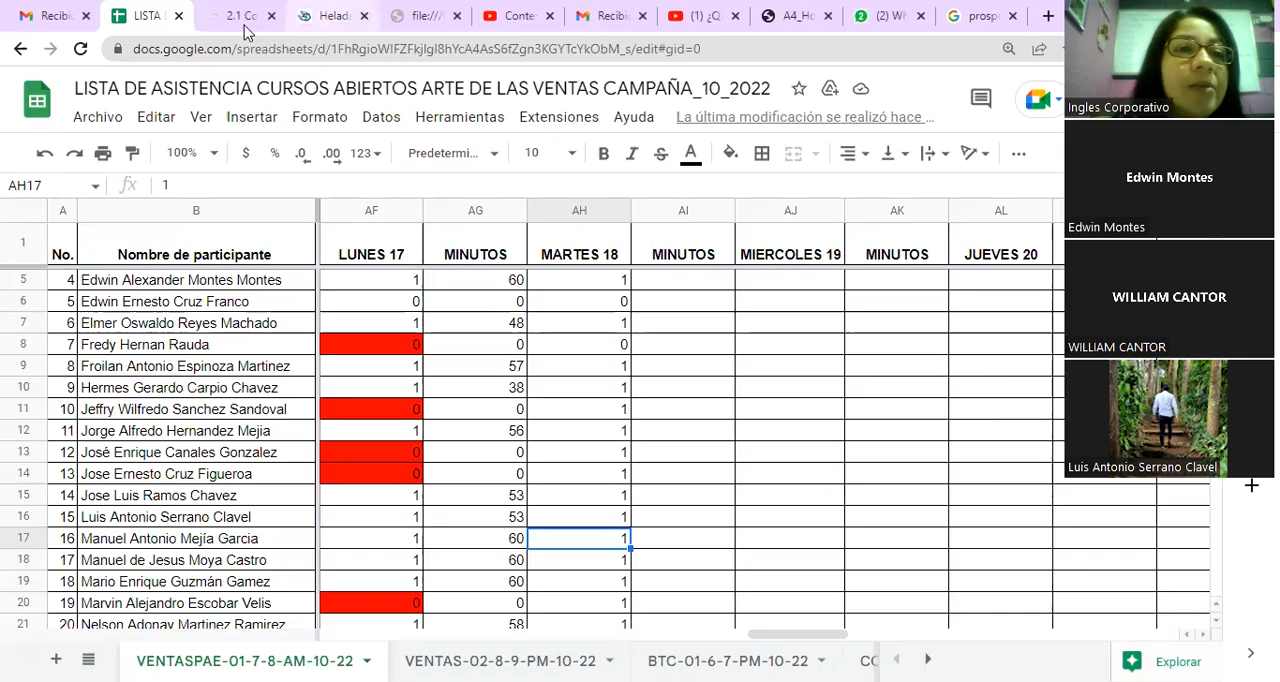 Recibi
LISTA
2.1 Co
Helad
file:///
Conte
Recibi
(1) ¿Q
A4_Ho
(2) Wh
prosp
docs.google.com/spreadsheets/d/1FhRgioWIFZFkjlgl8hYcA4AsS6fZgn3KGYTcYkObM_s/edit#gid=0
LISTA DE ASISTENCIA CURSOS ABIERTOS ARTE DE LAS VENTAS CAMPAÑA_10_2022
Archivo Editar Ver Insertar Formato Datos Herramientas Extensiones Ayuda La última modificación se realizó hace …
100% $ % .0 .00 123 Predetermi... 10 B I S A
AH17 fx 1
A B AF AG AH AI AJ AK AL
1 No. Nombre de participante LUNES 17 MINUTOS MARTES 18 MINUTOS MIERCOLES 19 MINUTOS JUEVES 20
5 4 Edwin Alexander Montes Montes 1 60 1
6 5 Edwin Ernesto Cruz Franco 0 0 0
7 6 Elmer Oswaldo Reyes Machado 1 48 1
8 7 Fredy Hernan Rauda 0 0 0
9 8 Froilan Antonio Espinoza Martinez 1 57 1
10 9 Hermes Gerardo Carpio Chavez 1 38 1
11 10 Jeffry Wilfredo Sanchez Sandoval 0 0 1
12 11 Jorge Alfredo Hernandez Mejia 1 56 1
13 12 José Enrique Canales Gonzalez 0 0 1
14 13 Jose Ernesto Cruz Figueroa 0 0 1
15 14 Jose Luis Ramos Chavez 1 53 1
16 15 Luis Antonio Serrano Clavel 1 53 1
17 16 Manuel Antonio Mejía Garcia 1 60 1
18 17 Manuel de Jesus Moya Castro 1 60 1
19 18 Mario Enrique Guzmán Gamez 1 60 1
20 19 Marvin Alejandro Escobar Velis 0 0 1
21 20 Nelson Adonay Martinez Ramirez 1 58 1
VENTASPAE-01-7-8-AM-10-22 VENTAS-02-8-9-PM-10-22 BTC-01-6-7-PM-10-22 CO Explorar
Ingles Corporativo
Edwin Montes
Edwin Montes
WILLIAM CANTOR
WILLIAM CANTOR
Luis Antonio Serrano Clavel